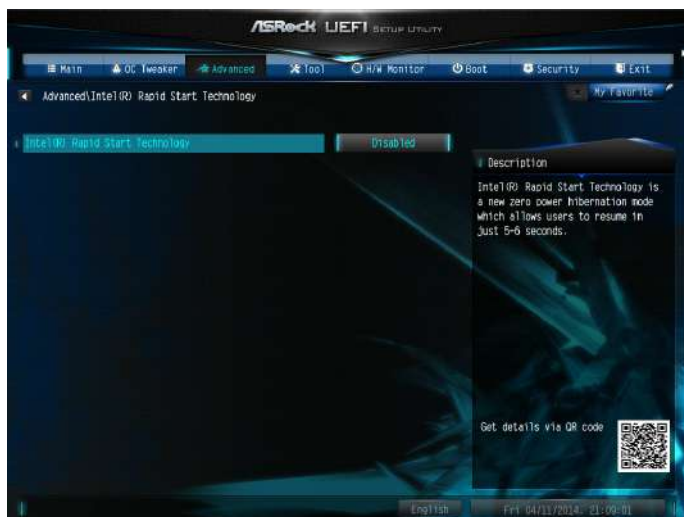 ASRock UEFI SETUP UTILITY
Main OC Tweaker Advanced Tool H/W Monitor Boot Security Exit
Advanced\Intel(R) Rapid Start Technology
My Favorite
Intel(R) Rapid Start Technology Disabled
Description
Intel(R) Rapid Start Technology is
a new zero power hibernation mode
which allows users to resume in
just 5-6 seconds.
Get details via QR code
English Fri 04/11/2014. 21:09:01